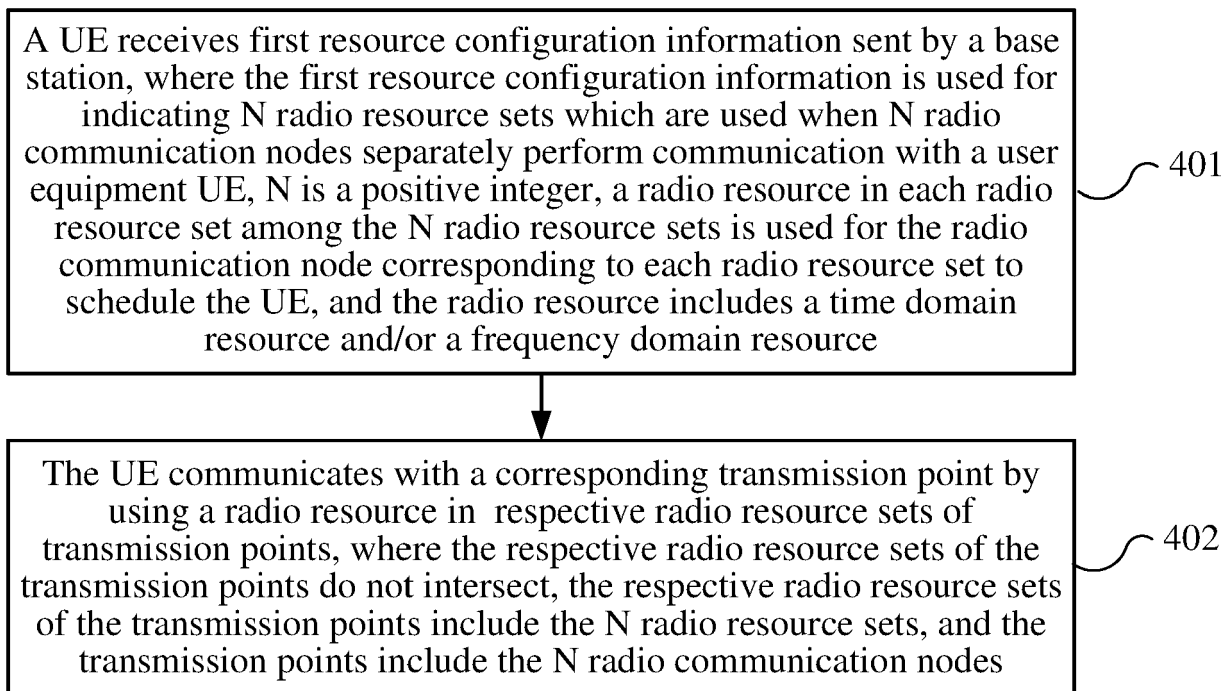 A UE receives first resource configuration information sent by a base
station, where the first resource configuration information is used for
indicating N radio resource sets which are used when N radio
communication nodes separately perform communication with a user
equipment UE, N is a positive integer, a radio resource in each radio
resource set among the N radio resource sets is used for the radio
communication node corresponding to each radio resource set to
schedule the UE, and the radio resource includes a time domain
resource and/or a frequency domain resource
401
The UE communicates with a corresponding transmission point by
using a radio resource in respective radio resource sets of
transmission points, where the respective radio resource sets of the
transmission points do not intersect, the respective radio resource sets
of the transmission points include the N radio resource sets, and the
transmission points include the N radio communication nodes
402